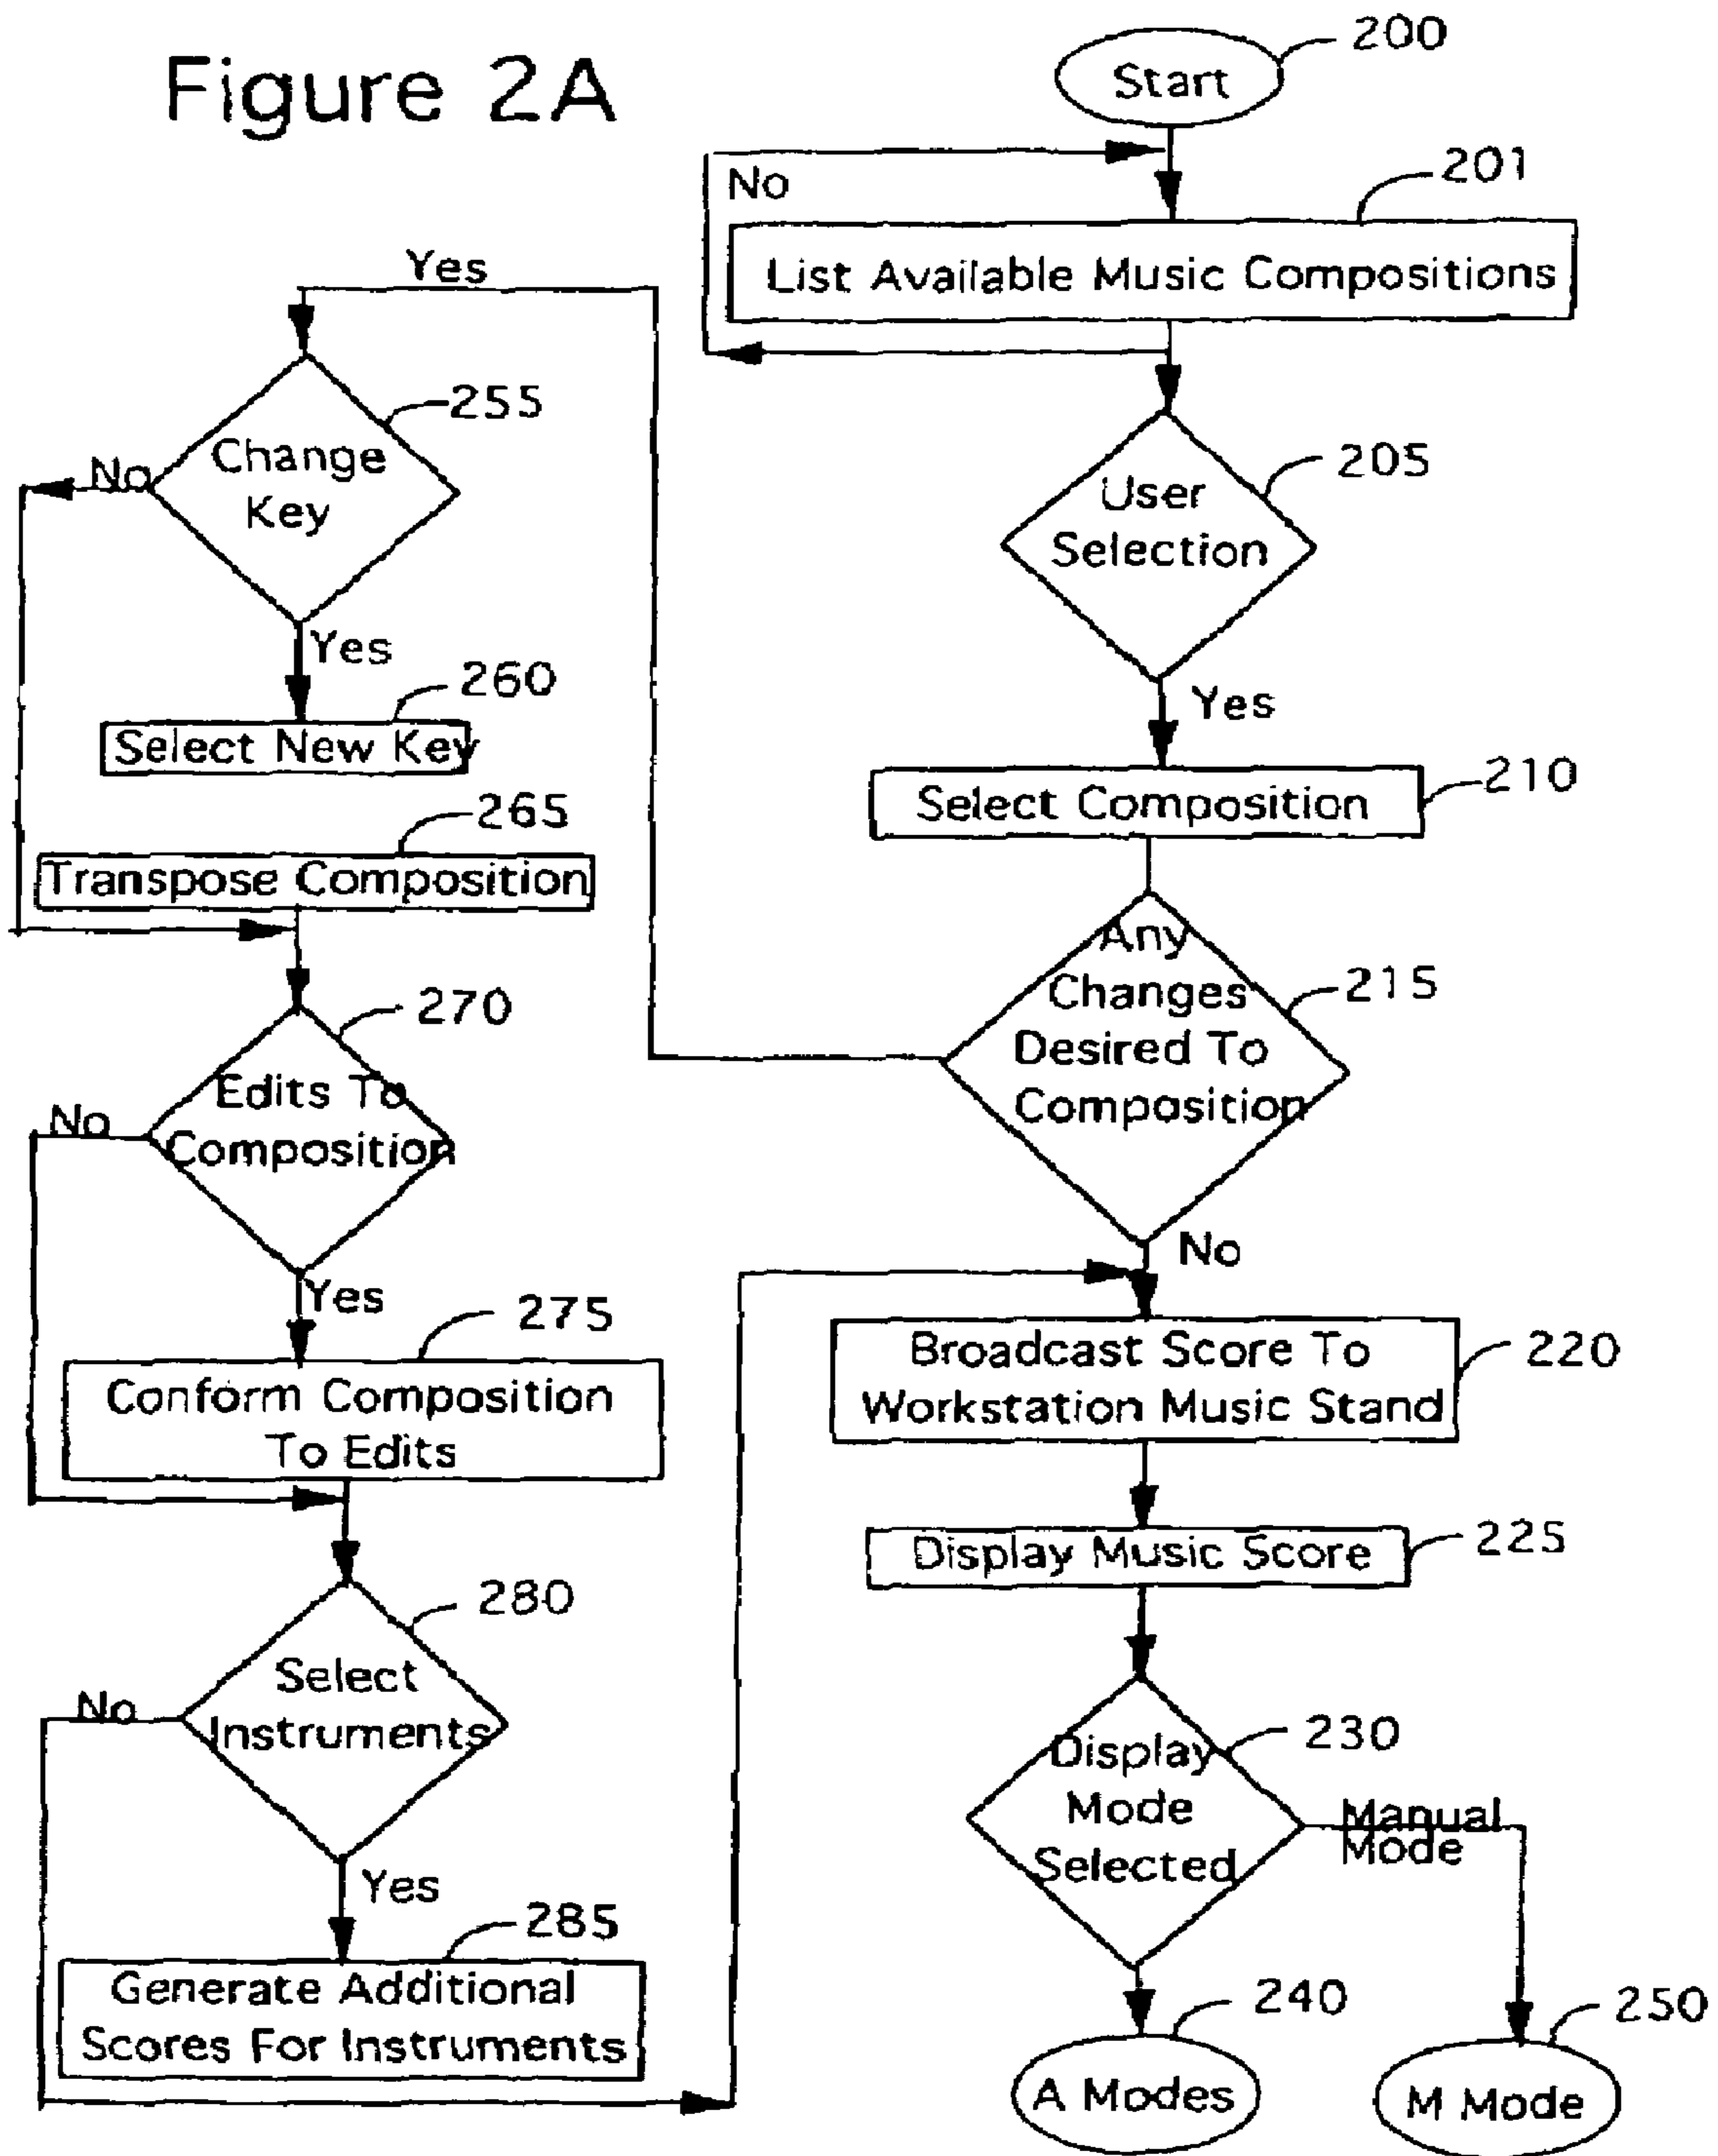 Figure 2A
Start
200
No
201
List Available Music Compositions
Yes
255
Change
Key
No
Yes
260
Select New Key
265
Transpose Composition
270
Edits To
Composition
No
Yes
275
Conform Composition
To Edits
280
Select
Instruments
No
Yes
285
Generate Additional
Scores For Instruments
205
User
Selection
Yes
210
Select Composition
Any
Changes
Desired To
Composition
215
No
Broadcast Score To
Workstation Music Stand
220
Display Music Score
225
Display
Mode
Selected
230
Manual
Mode
240
A Modes
250
M Mode